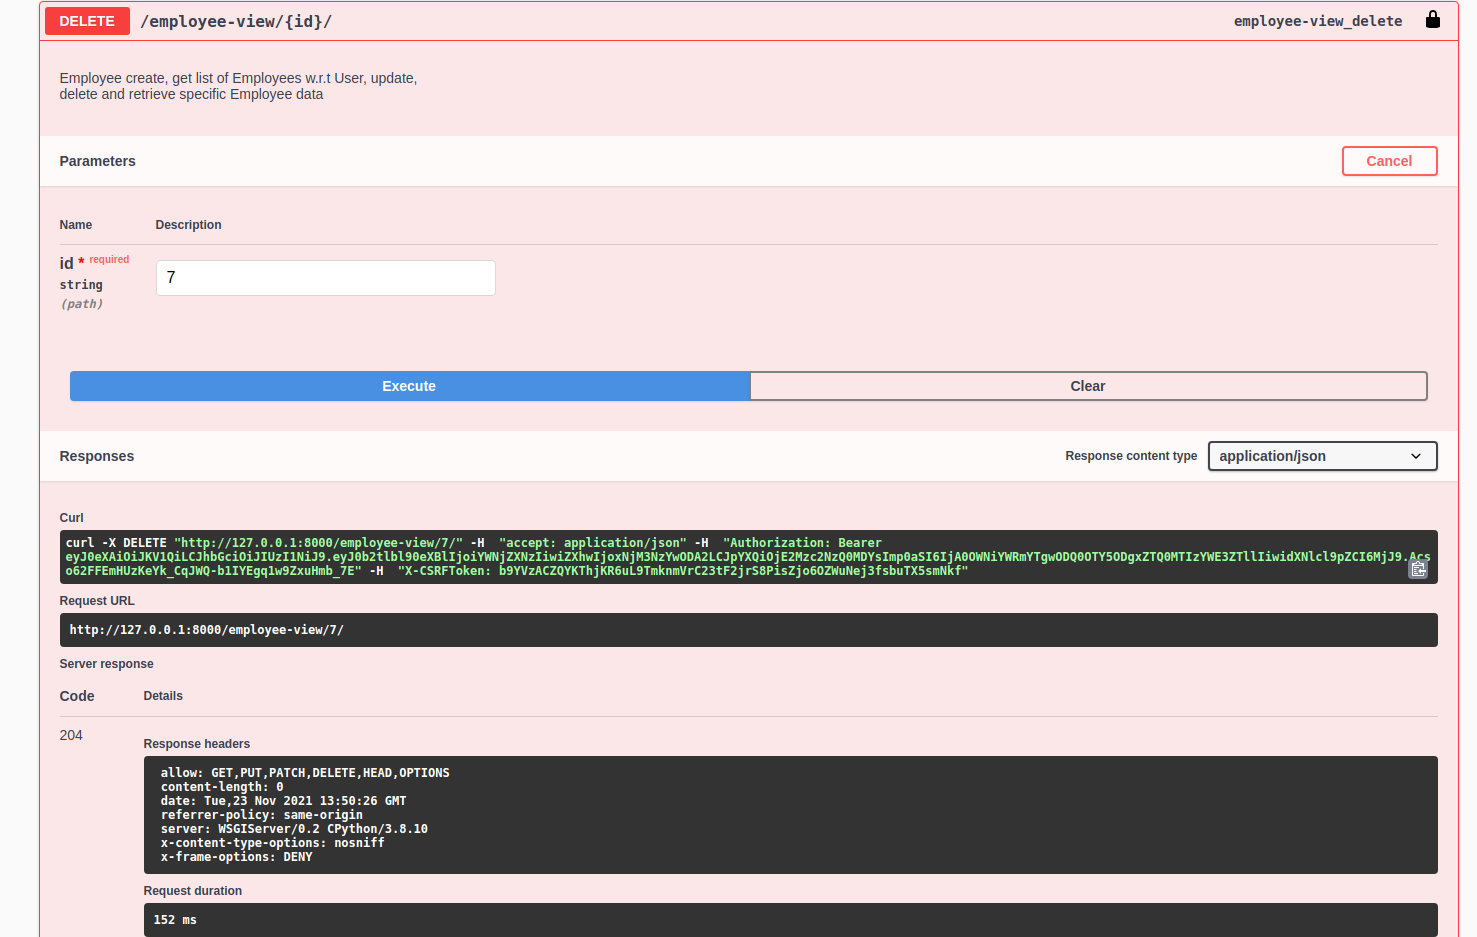 DELETE /employee-view/{id}/ employee-view_delete
Employee create, get list of Employees w.r.t User, update,
delete and retrieve specific Employee data
Parameters Cancel
Name Description
id * required
string
(path)
7
Execute Clear
Responses Response content type application/json
Curl
curl -X DELETE "http://127.0.0.1:8000/employee-view/7/" -H  "accept: application/json" -H  "Authorization: Bearer
eyJ0eXAiOiJKV1QiLCJhbGciOiJIUzI1NiJ9.eyJ0b2tlbl90eXBlIjoiYWNjZXNzIiwiZXhwIjoxNjM3NzYwODA2LCJpYXQiOjE2Mzc2NzQ0MDYsImp0aSI6IjA0OWNiYWRmYTgwODQ0OTY5ODgxZTQ0MTIzYWE3ZTllIiwidXNlcl9pZCI6MjJ9.Acs
o62FFEmHUzKeYk_CqJWQ-b1IYEgq1w9ZxuHmb_7E" -H  "X-CSRFToken: b9YVzACZQYKThjKR6uL9TmknmVrC23tF2jrS8PisZjo6OZWuNej3fsbuTX5smNkf"
Request URL
http://127.0.0.1:8000/employee-view/7/
Server response
Code Details
204
Response headers
allow: GET,PUT,PATCH,DELETE,HEAD,OPTIONS
content-length: 0
date: Tue,23 Nov 2021 13:50:26 GMT
referrer-policy: same-origin
server: WSGIServer/0.2 CPython/3.8.10
x-content-type-options: nosniff
x-frame-options: DENY
Request duration
152 ms